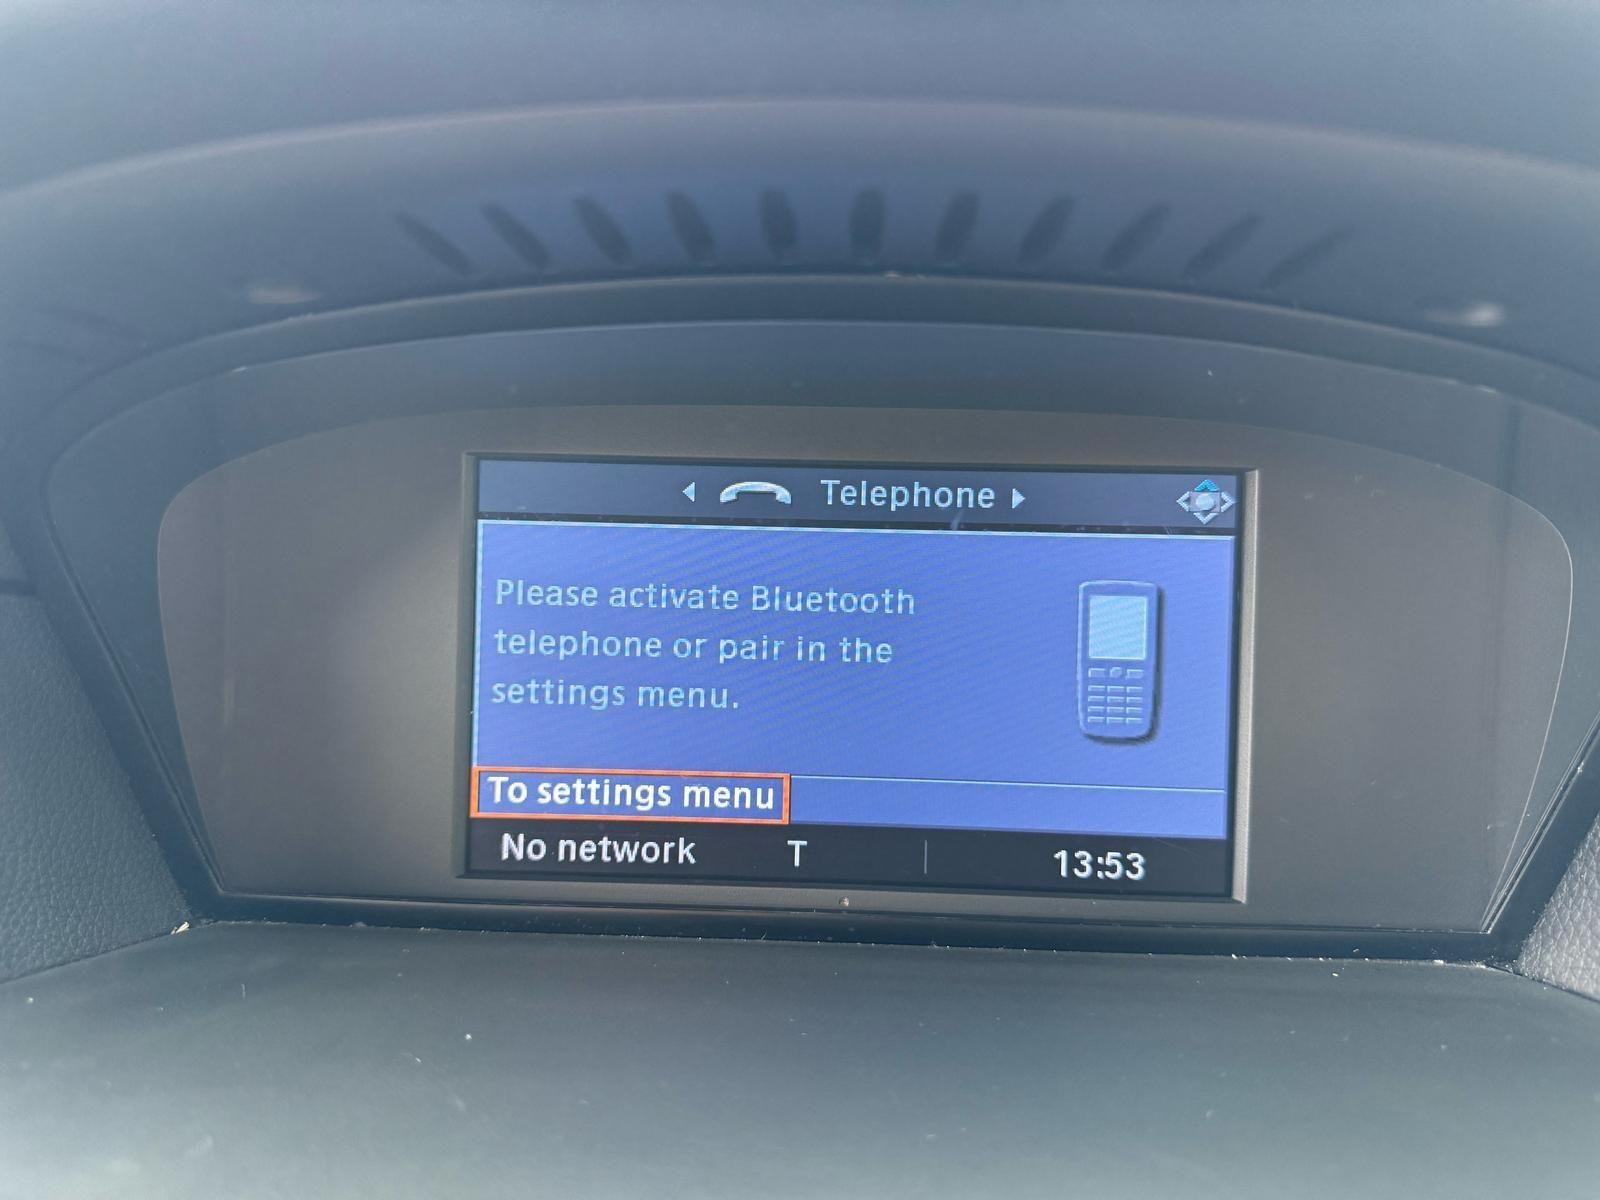 Telephone
Please activate Bluetooth
telephone or pair in the
settings menu.
To settings menu
No network T 13:53